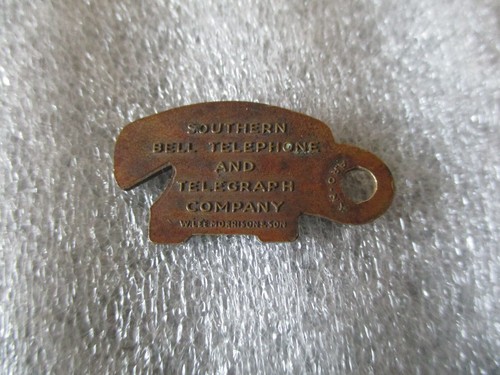 SOUTHERN
BELL TELEPHONE
AND
TELEGRAPH
COMPANY